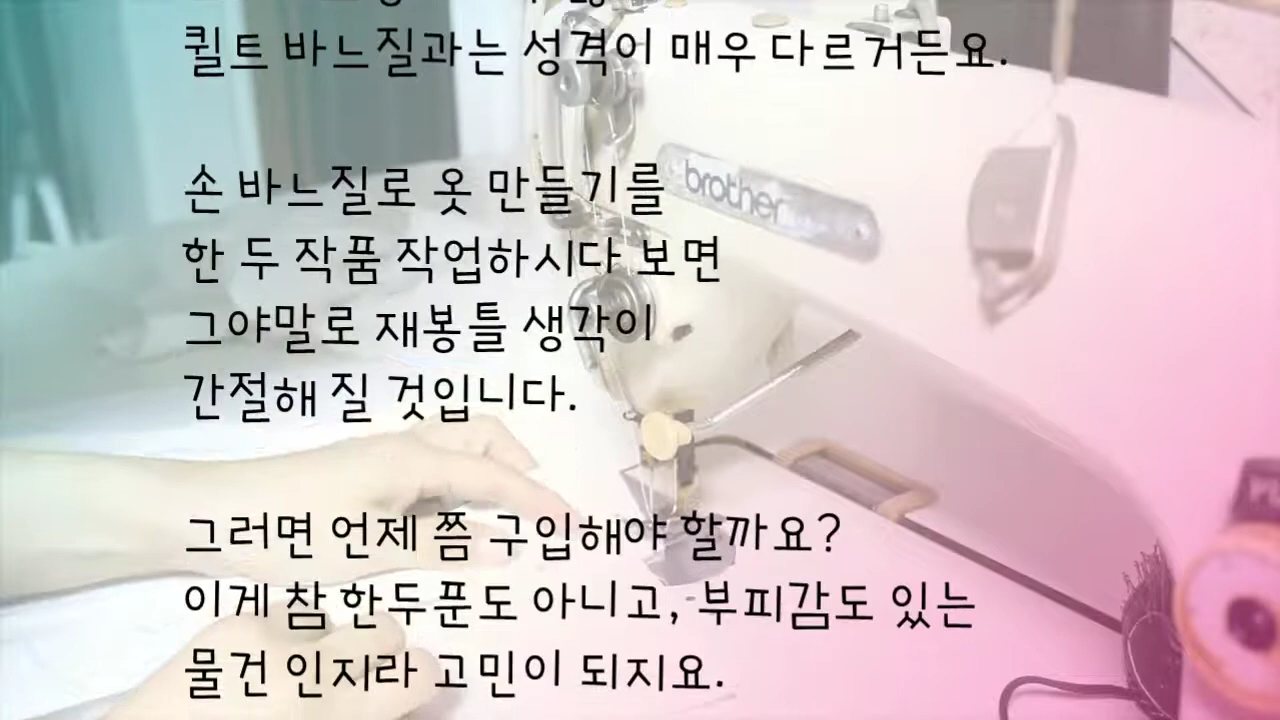 퀼트 바느질과는 성격이 매우 다르거든요.
손 바느질로 옷 만들기를
한 두 작품 작업하시다 보면
그야말로 재봉틀 생각이
간절해 질 것입니다.
그러면 언제 쯤 구입해야 할까요?
이게 참 한두푼도 아니고, 부피감도 있는
물건 인지라 고민이 되지요.
brother